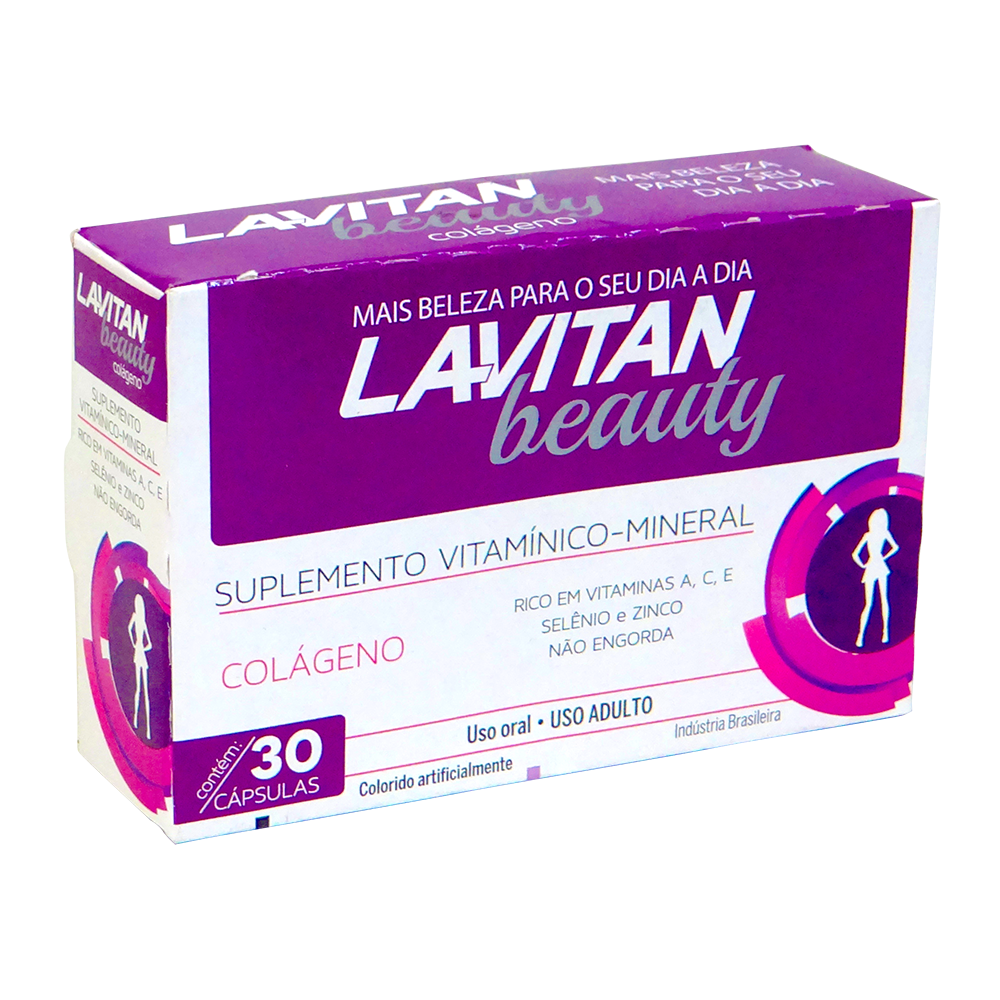 LAVITAN
beauty
colágeno
MAIS BELEZA
PARA O SEU
DIA A DIA
LAVITAN
beauty
colágeno
SUPLEMENTO
VITAMÍNICO-MINERAL
RICO EM VITAMINAS A, C, E
SELÊNIO e ZINCO
NÃO ENGORDA
MAIS BELEZA PARA O SEU DIA A DIA
LAVITAN
beauty
SUPLEMENTO VITAMÍNICO-MINERAL
RICO EM VITAMINAS A, C, E
SELÊNIO e ZINCO
NÃO ENGORDA
COLÁGENO
Uso oral • USO ADULTO
Indústria Brasileira
contém: 30
CÁPSULAS
Colorido artificialmente